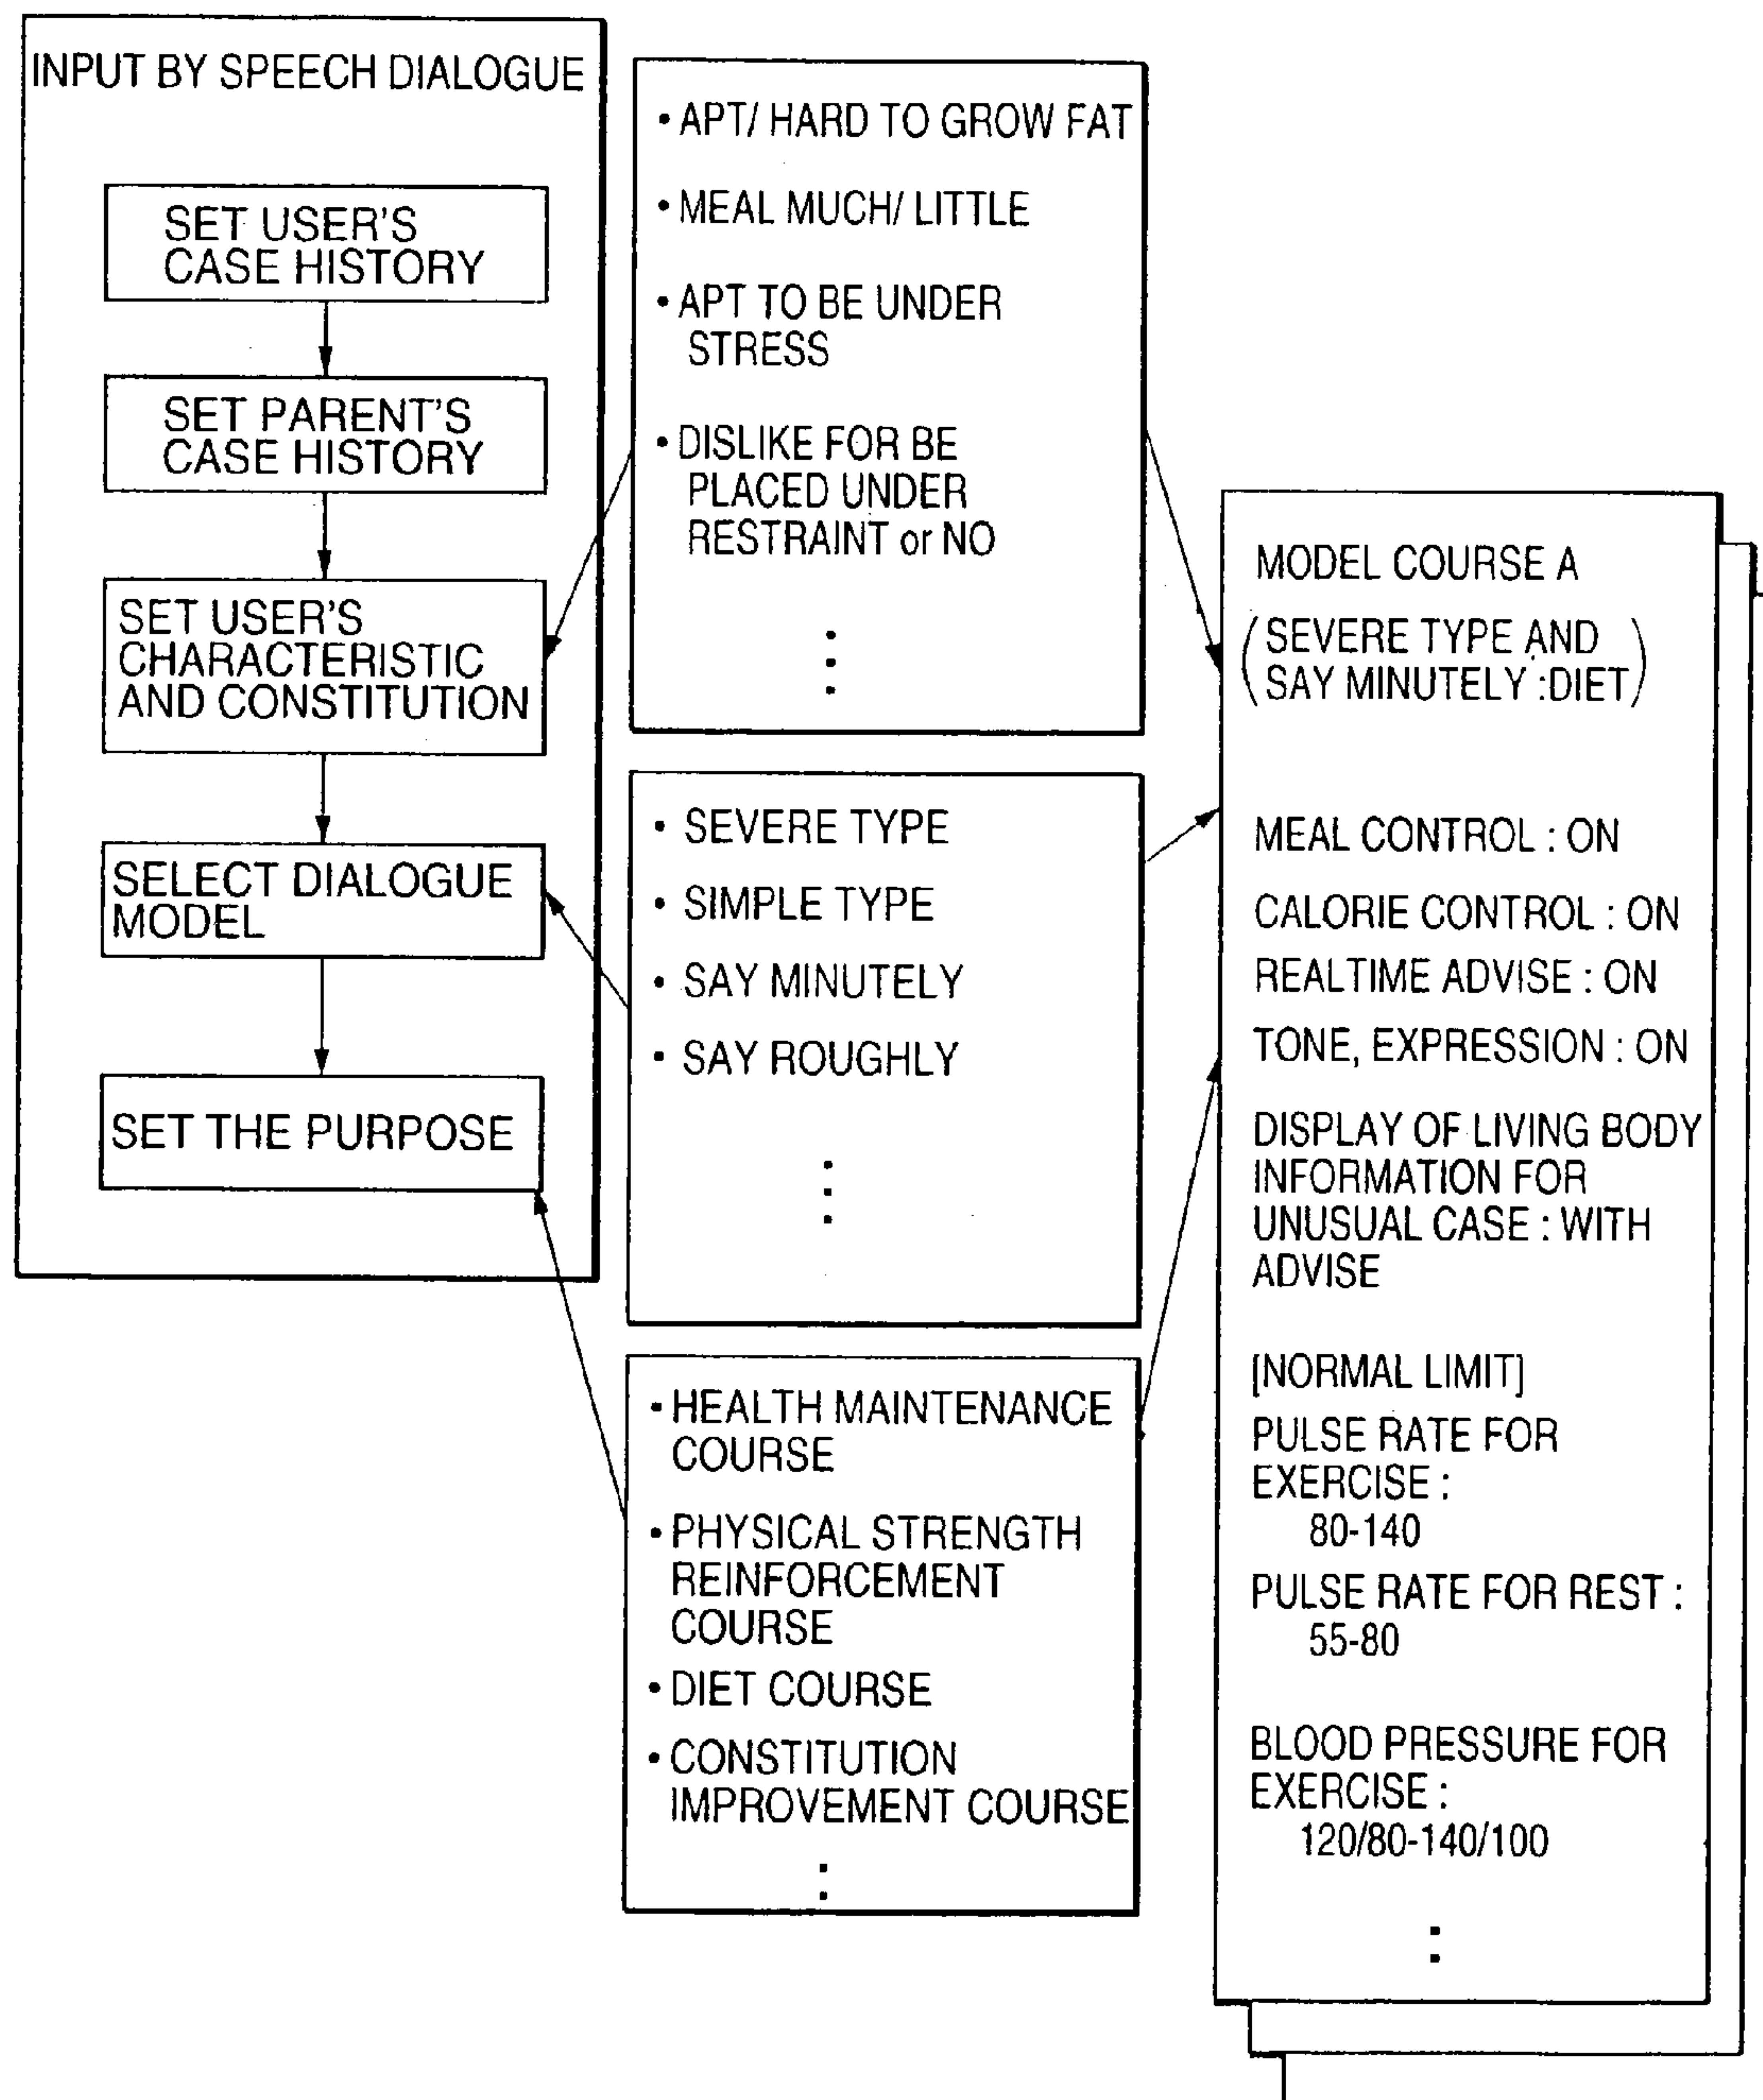 INPUT BY SPEECH DIALOGUE
SET USER'S
CASE HISTORY
SET PARENT'S
CASE HISTORY
SET USER'S
CHARACTERISTIC
AND CONSTITUTION
SELECT DIALOGUE
MODEL
SET THE PURPOSE
• APT/ HARD TO GROW FAT
• MEAL MUCH/ LITTLE
• APT TO BE UNDER
STRESS
• DISLIKE FOR BE
PLACED UNDER
RESTRAINT or NO
• SEVERE TYPE
• SIMPLE TYPE
• SAY MINUTELY
• SAY ROUGHLY
• HEALTH MAINTENANCE
COURSE
• PHYSICAL STRENGTH
REINFORCEMENT
COURSE
• DIET COURSE
• CONSTITUTION
IMPROVEMENT COURSE
MODEL COURSE A
(SEVERE TYPE AND
SAY MINUTELY :DIET)
MEAL CONTROL : ON
CALORIE CONTROL : ON
REALTIME ADVISE : ON
TONE, EXPRESSION : ON
DISPLAY OF LIVING BODY
INFORMATION FOR
UNUSUAL CASE : WITH
ADVISE
[NORMAL LIMIT]
PULSE RATE FOR
EXERCISE :
80-140
PULSE RATE FOR REST :
55-80
BLOOD PRESSURE FOR
EXERCISE :
120/80-140/100